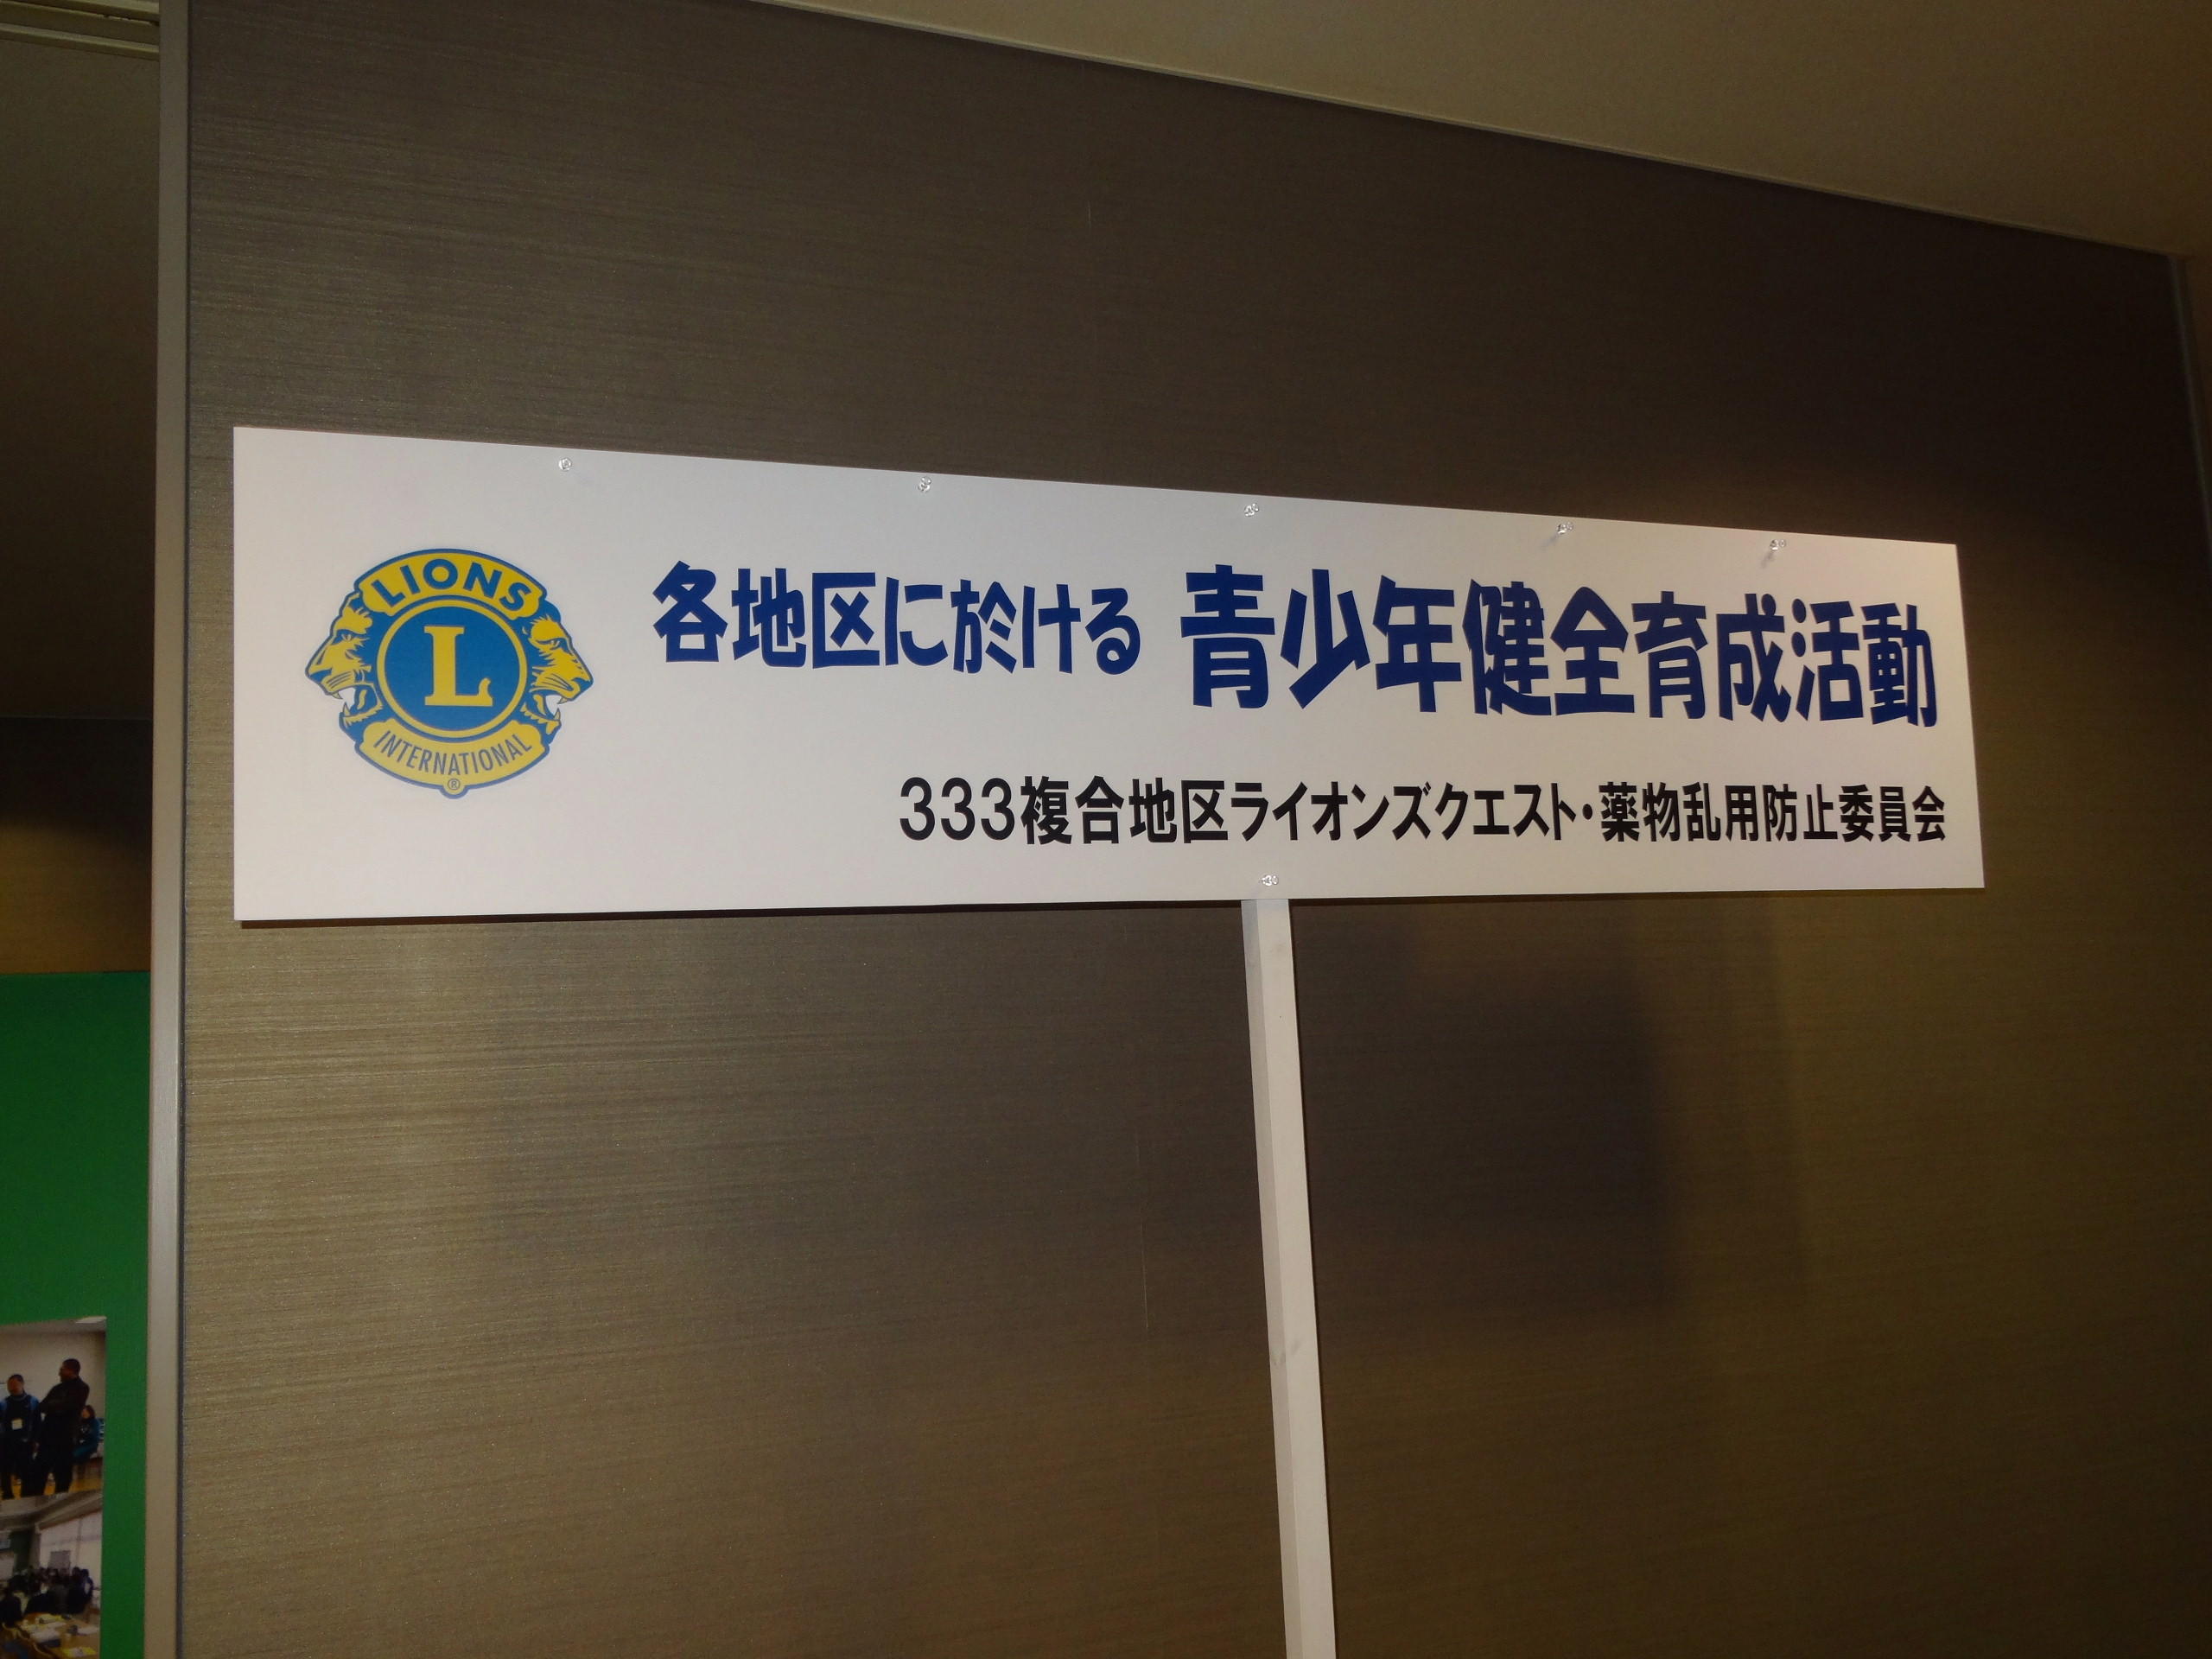 LIONS
L
INTERNATIONAL
®
各地区に於ける 青少年健全育成活動
333複合地区ライオンズクエスト・薬物乱用防止委員会